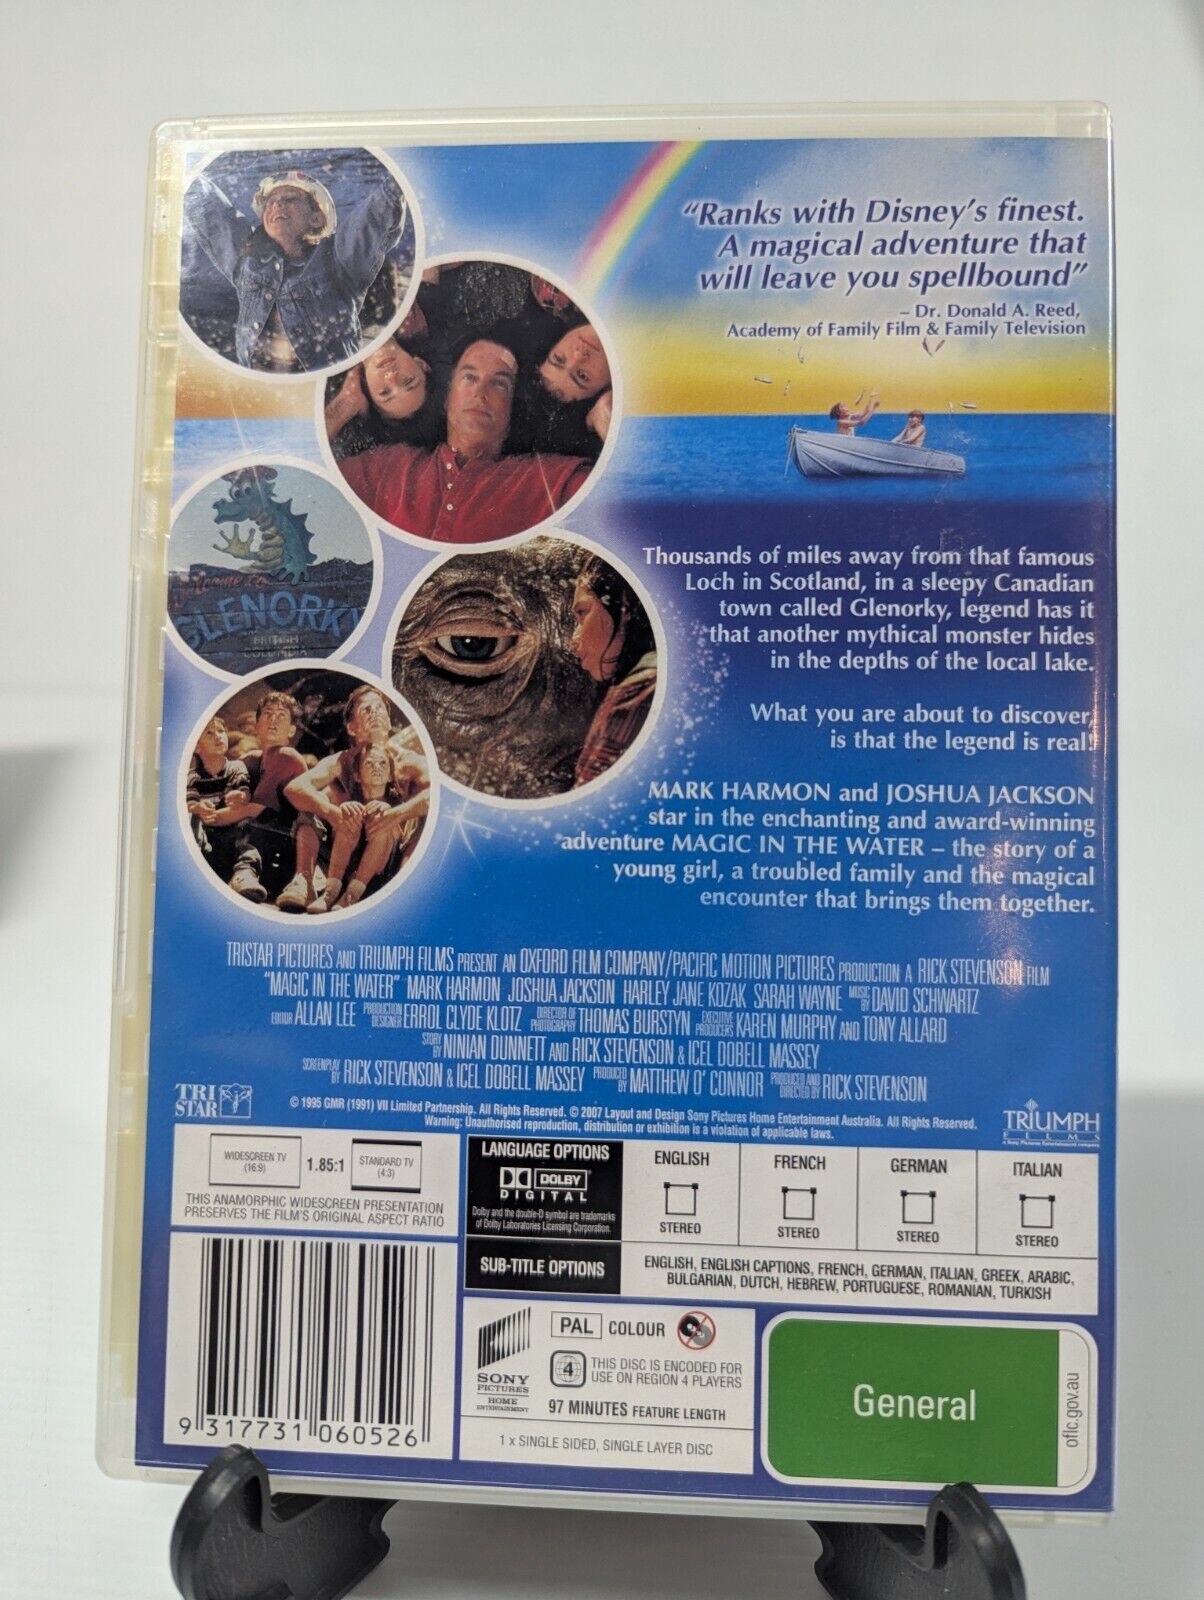 "Ranks with Disney's finest.
A magical adventure that
will leave you spellbound"
– Dr. Donald A. Reed,
Academy of Family Film & Family Television
Welcome to
GLENORKY
BRITISH
COLUMBIA
Thousands of miles away from that famous
Loch in Scotland, in a sleepy Canadian
town called Glenorky, legend has it
that another mythical monster hides
in the depths of the local lake.
What you are about to discover,
is that the legend is real!
MARK HARMON and JOSHUA JACKSON
star in the enchanting and award-winning
adventure MAGIC IN THE WATER – the story of a
young girl, a troubled family and the magical
encounter that brings them together.
TRISTAR PICTURES AND TRIUMPH FILMS PRESENT AN OXFORD FILM COMPANY/PACIFIC MOTION PICTURES PRODUCTION A RICK STEVENSON FILM
"MAGIC IN THE WATER" MARK HARMON JOSHUA JACKSON HARLEY JANE KOZAK SARAH WAYNE MUSIC BY DAVID SCHWARTZ
EDITOR ALLAN LEE PRODUCTION DESIGNER ERROL CLYDE KLOTZ DIRECTOR OF PHOTOGRAPHY THOMAS BURSTYN EXECUTIVE PRODUCERS KAREN MURPHY AND TONY ALLARD
STORY BY NINIAN DUNNETT AND RICK STEVENSON & ICEL DOBELL MASSEY
SCREENPLAY BY RICK STEVENSON & ICEL DOBELL MASSEY PRODUCED BY MATTHEW O' CONNOR PRODUCED AND DIRECTED BY RICK STEVENSON
TRI
STAR
© 1995 GMR (1991) VII Limited Partnership. All Rights Reserved. © 2007 Layout and Design Sony Pictures Home Entertainment Australia. All Rights Reserved.
Warning: Unauthorised reproduction, distribution or exhibition is a violation of applicable laws.
TRIUMPH
FILMS
a Sony Pictures Entertainment company
WIDESCREEN TV
(16:9)
1.85:1
STANDARD TV
(4:3)
THIS ANAMORPHIC WIDESCREEN PRESENTATION
PRESERVES THE FILM'S ORIGINAL ASPECT RATIO
LANGUAGE OPTIONS
DOLBY
DIGITAL
Dolby and the double-D symbol are trademarks
of Dolby Laboratories Licensing Corporation.
ENGLISH
STEREO
FRENCH
STEREO
GERMAN
STEREO
ITALIAN
STEREO
SUB-TITLE OPTIONS
ENGLISH, ENGLISH CAPTIONS, FRENCH, GERMAN, ITALIAN, GREEK, ARABIC,
BULGARIAN, DUTCH, HEBREW, PORTUGUESE, ROMANIAN, TURKISH
9 317731 060526
SONY
PICTURES
HOME
ENTERTAINMENT
PAL COLOUR
4
THIS DISC IS ENCODED FOR
USE ON REGION 4 PLAYERS
97 MINUTES FEATURE LENGTH
1 x SINGLE SIDED, SINGLE LAYER DISC
General
oflc.gov.au